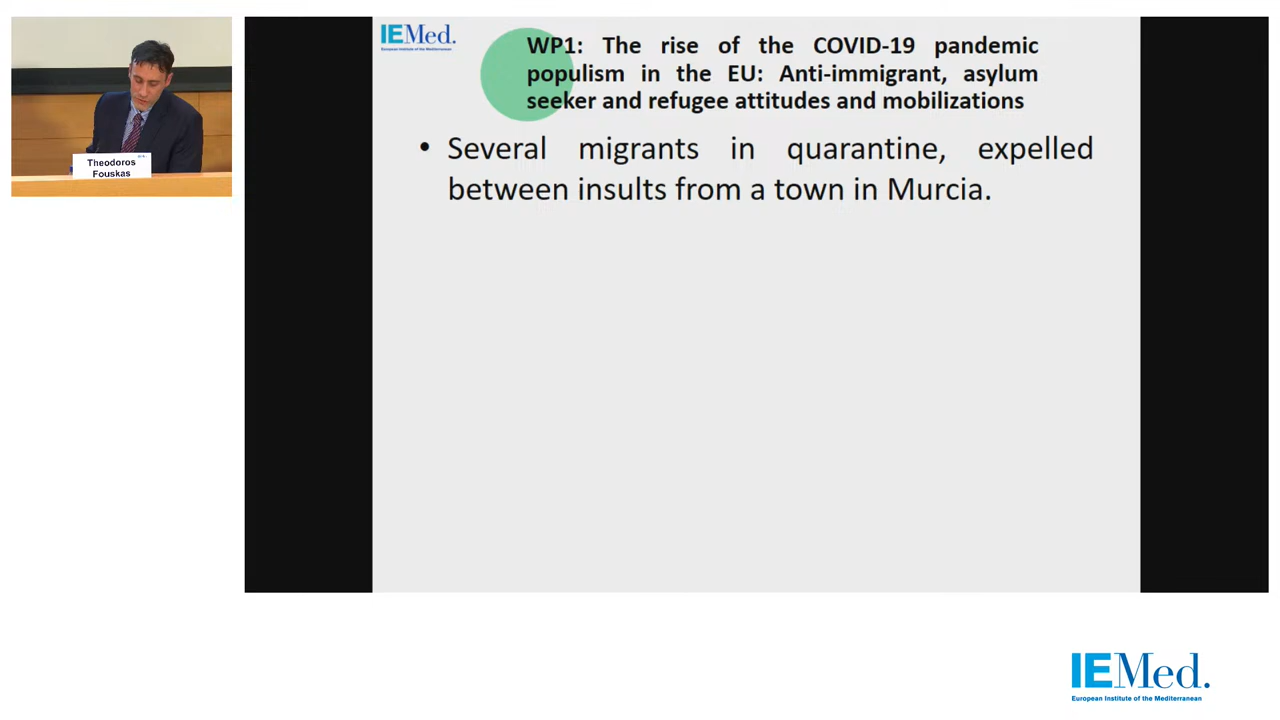 IEMed.
European Institute of the Mediterranean
WP1: The rise of the COVID-19 pandemic
populism in the EU: Anti-immigrant, asylum
seeker and refugee attitudes and mobilizations
• Several migrants in quarantine, expelled
between insults from a town in Murcia.
Theodoros
Fouskas
IEMed.
European Institute of the Mediterranean